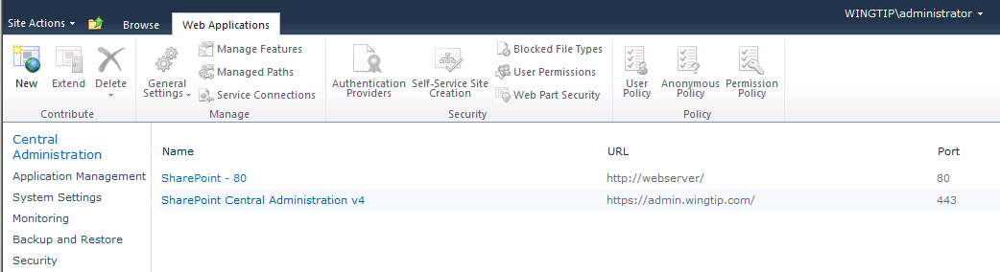 Site Actions Browse Web Applications WINGTIP\administrator
New Extend Delete
Contribute
General Settings
Manage Features
Managed Paths
Service Connections
Manage
Authentication Providers
Self-Service Site Creation
Blocked File Types
User Permissions
Web Part Security
Security
User Policy
Anonymous Policy
Permission Policy
Policy
Central
Administration
Application Management
System Settings
Monitoring
Backup and Restore
Security
Name URL Port
SharePoint - 80 http://webserver/ 80
SharePoint Central Administration v4 https://admin.wingtip.com/ 443